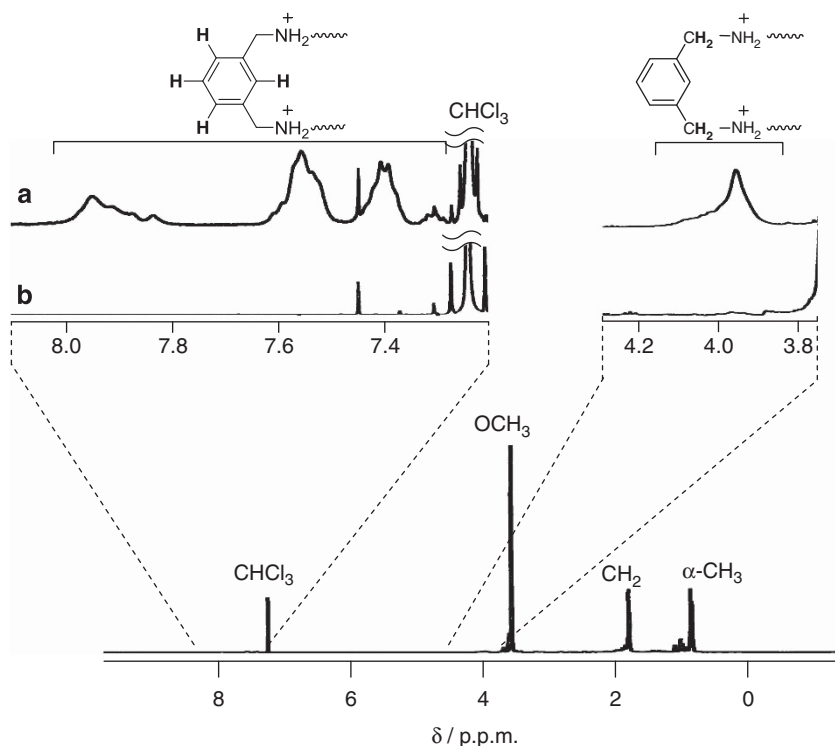 + +
H NH2 CH2 –NH2
H H CHCl3
H + +
NH2 CH2 –NH2
a
b
8.0 7.8 7.6 7.4 4.2 4.0 3.8
OCH3
CHCl3 CH2 α-CH3
8 6 4 2 0
δ / p.p.m.